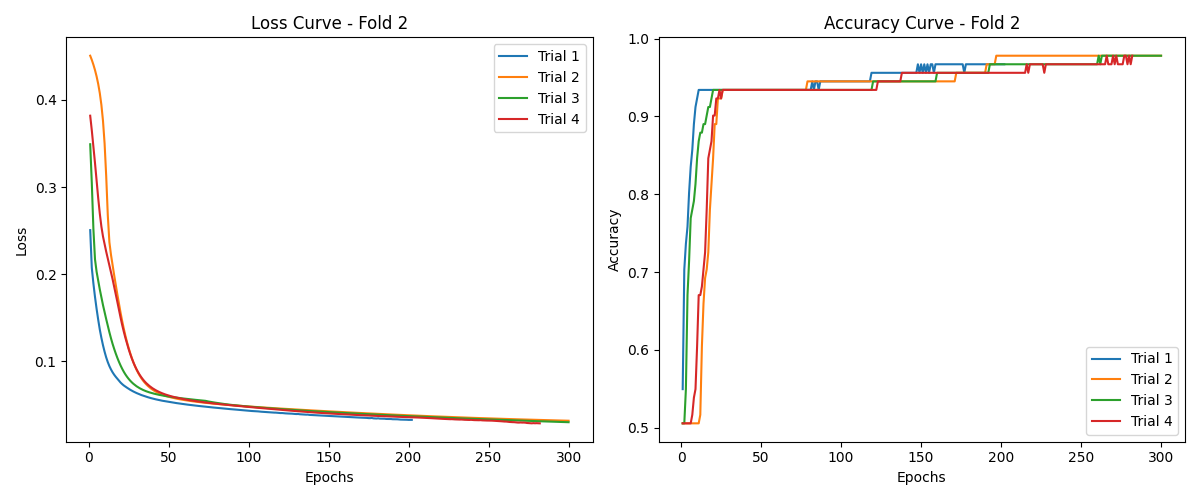 Loss Curve - Fold 2
Loss
0.4
0.3
0.2
0.1
0 50 100 150 200 250 300
Epochs
Trial 1
Trial 2
Trial 3
Trial 4
Accuracy Curve - Fold 2
Accuracy
1.0
0.9
0.8
0.7
0.6
0.5
0 50 100 150 200 250 300
Epochs
Trial 1
Trial 2
Trial 3
Trial 4